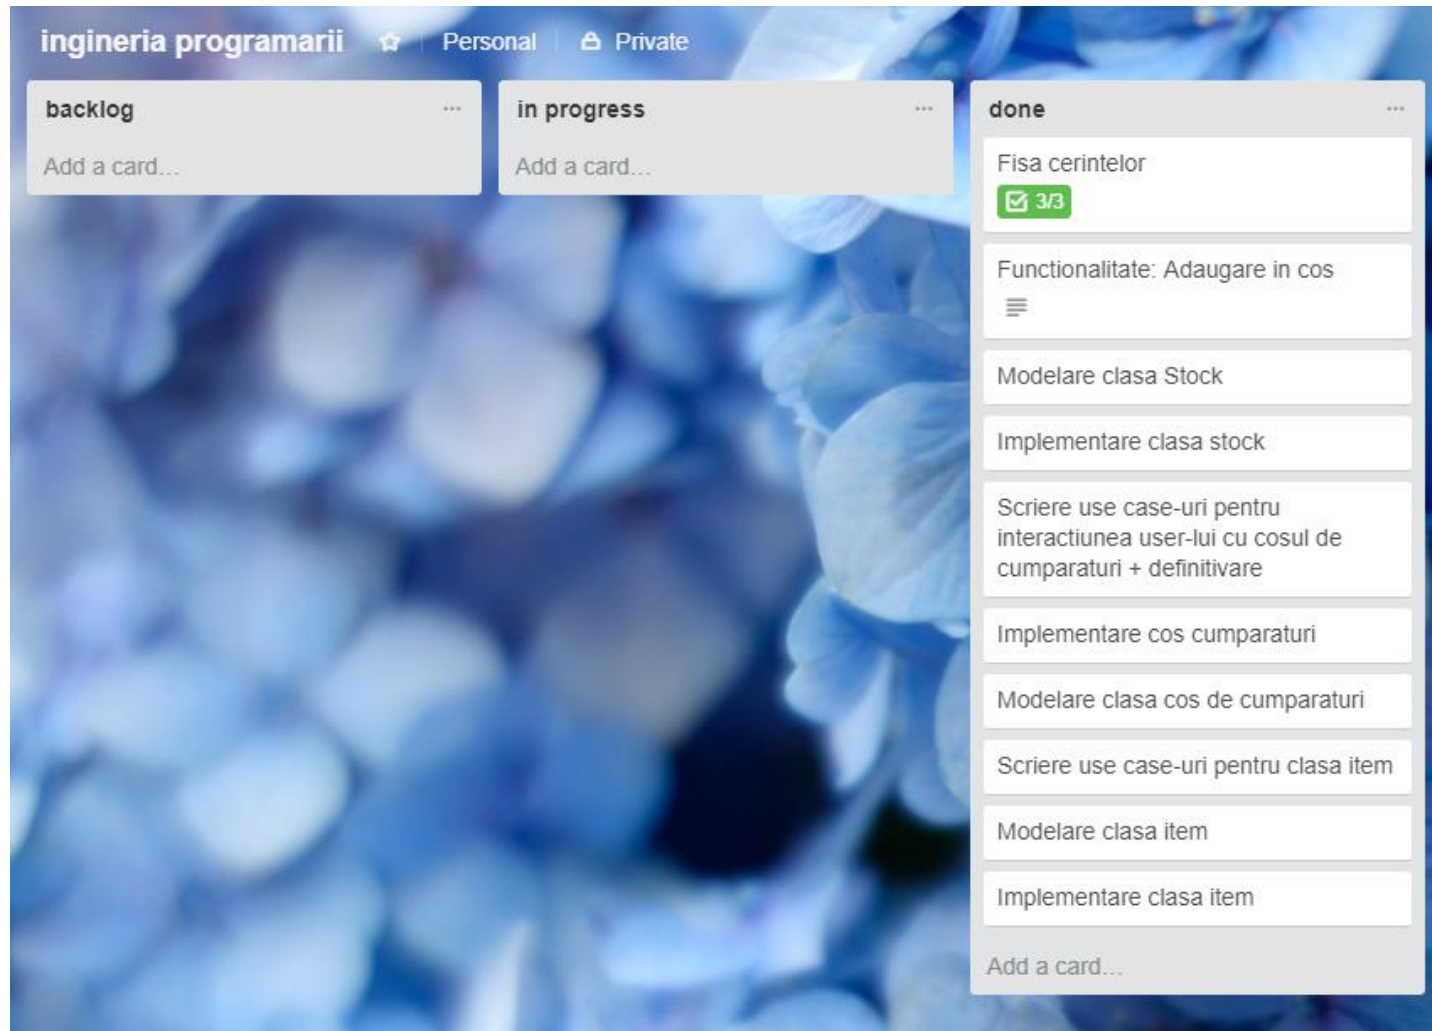 ingineria programarii Personal Private
backlog
Add a card...
in progress
Add a card...
done
Fisa cerintelor
3/3
Functionalitate: Adaugare in cos
Modelare clasa Stock
Implementare clasa stock
Scriere use case-uri pentru
interactiunea user-lui cu cosul de
cumparaturi + definitivare
Implementare cos cumparaturi
Modelare clasa cos de cumparaturi
Scriere use case-uri pentru clasa item
Modelare clasa item
Implementare clasa item
Add a card...